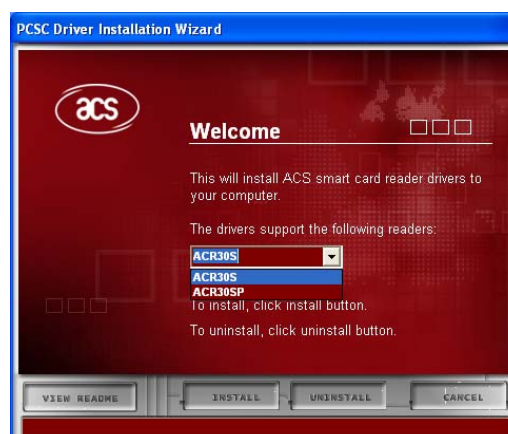 PCSC Driver Installation Wizard
acs
Welcome
This will install ACS smart card reader drivers to
your computer.
The drivers support the following readers:
ACR30S
ACR30S
ACR30SP
To install, click install button.
To uninstall, click uninstall button.
VIEW README
INSTALL
UNINSTALL
CANCEL